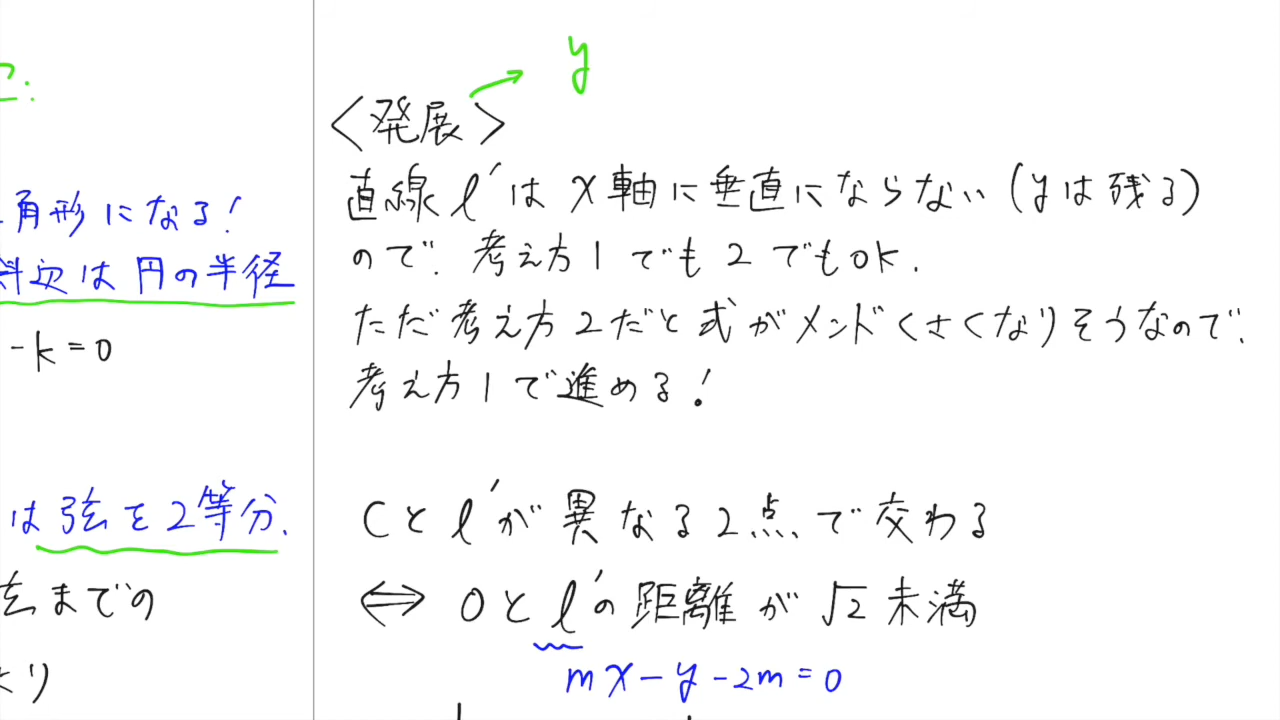 y
<発展>
直線l'はx軸に垂直にならない(yは残る)
ので、考え方1でも2でもOK.
ただ考え方2だと式がメンドくさくなりそうなので、
考え方1で進める!
Cとl'が異なる2点で交わる
⇔ Oとl'の距離が√2未満
mx-y-2m=0
角形になる!
斜辺は円の半径
-k=0
は弦を2等分.
弦までの